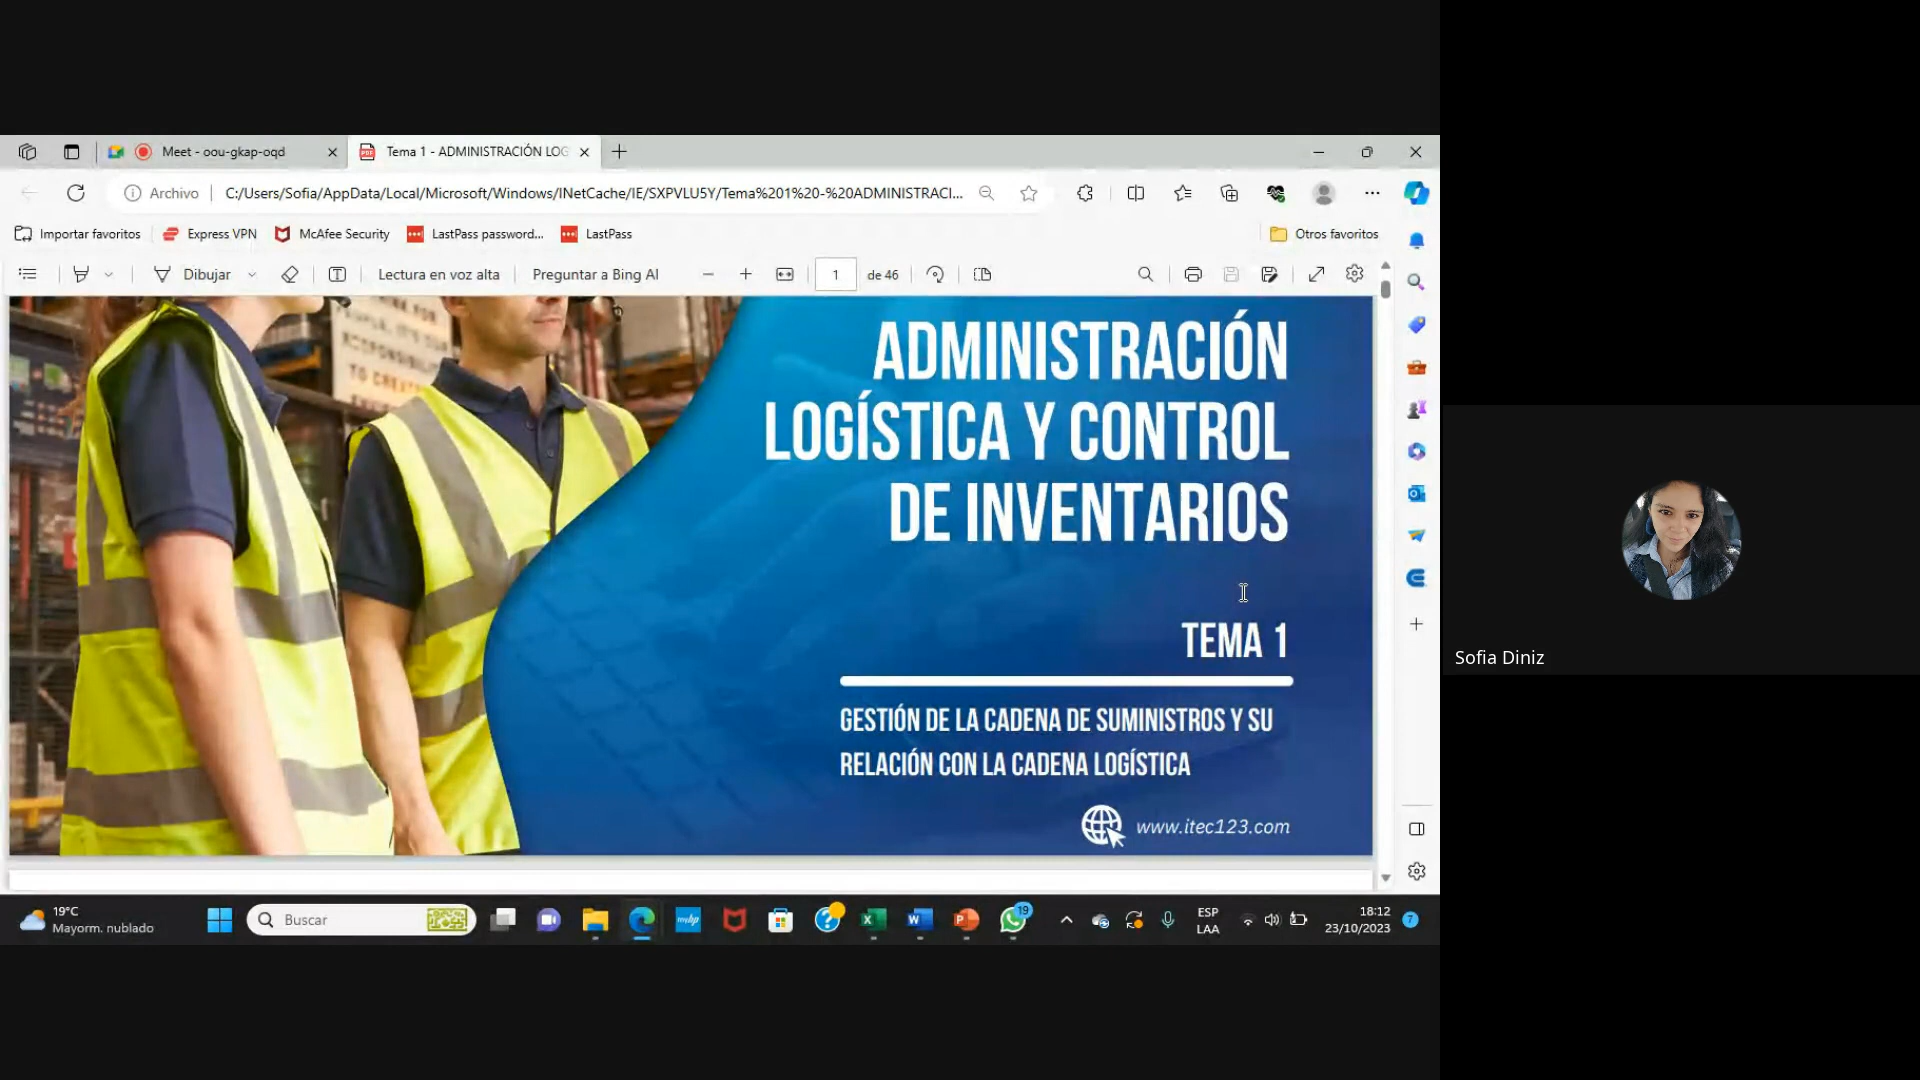 Meet - oou-gkap-oqd
Tema 1 - ADMINISTRACIÓN LOG
Archivo
C:/Users/Sofia/AppData/Local/Microsoft/Windows/INetCache/IE/SXPVLU5Y/Tema%201%20-%20ADMINISTRACI...
Importar favoritos
Express VPN
McAfee Security
LastPass password...
LastPass
Otros favoritos
Dibujar
Lectura en voz alta
Preguntar a Bing AI
1
de 46
ADMINISTRACIÓN
LOGÍSTICA Y CONTROL
DE INVENTARIOS
TEMA 1
GESTIÓN DE LA CADENA DE SUMINISTROS Y SU
RELACIÓN CON LA CADENA LOGÍSTICA
www.itec123.com
Sofia Diniz
19°C
Mayorm. nublado
Buscar
mybp
19
ESP
LAA
18:12
23/10/2023
7